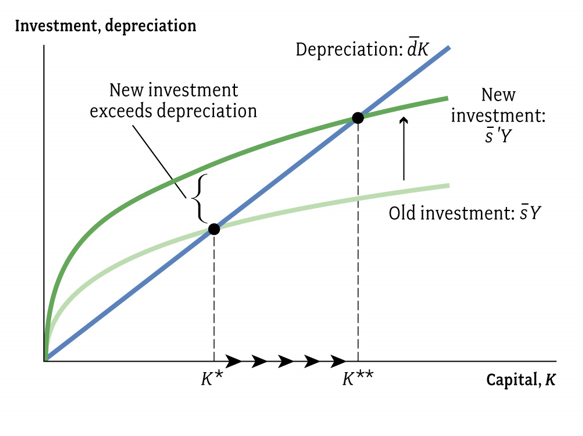 Investment, depreciation
Depreciation: d̄K
New investment
exceeds depreciation
New
investment:
s̄ ′Y
Old investment: s̄Y
K*
K**
Capital, K